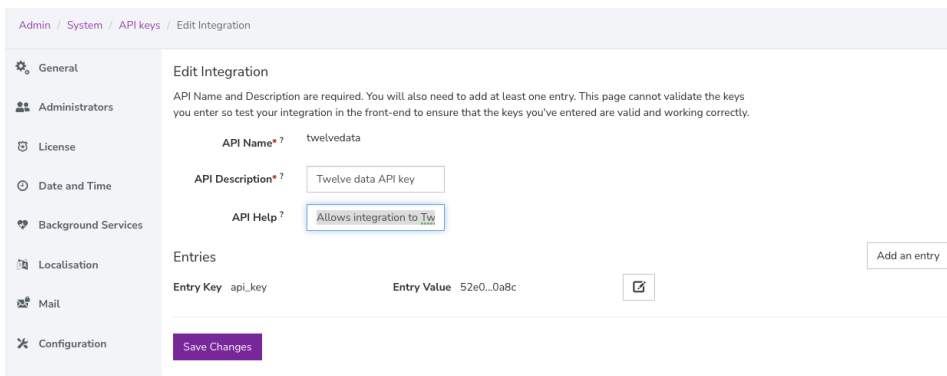 Admin / System / API keys / Edit Integration
General
Administrators
License
Date and Time
Background Services
Localisation
Mail
Configuration
Edit Integration
API Name and Description are required. You will also need to add at least one entry. This page cannot validate the keys
you enter so test your integration in the front-end to ensure that the keys you've entered are valid and working correctly.
API Name* ? twelvedata
API Description* ? Twelve data API key
API Help ? Allows integration to Tw
Entries
Add an entry
Entry Key api_key Entry Value 52e0...0a8c
Save Changes